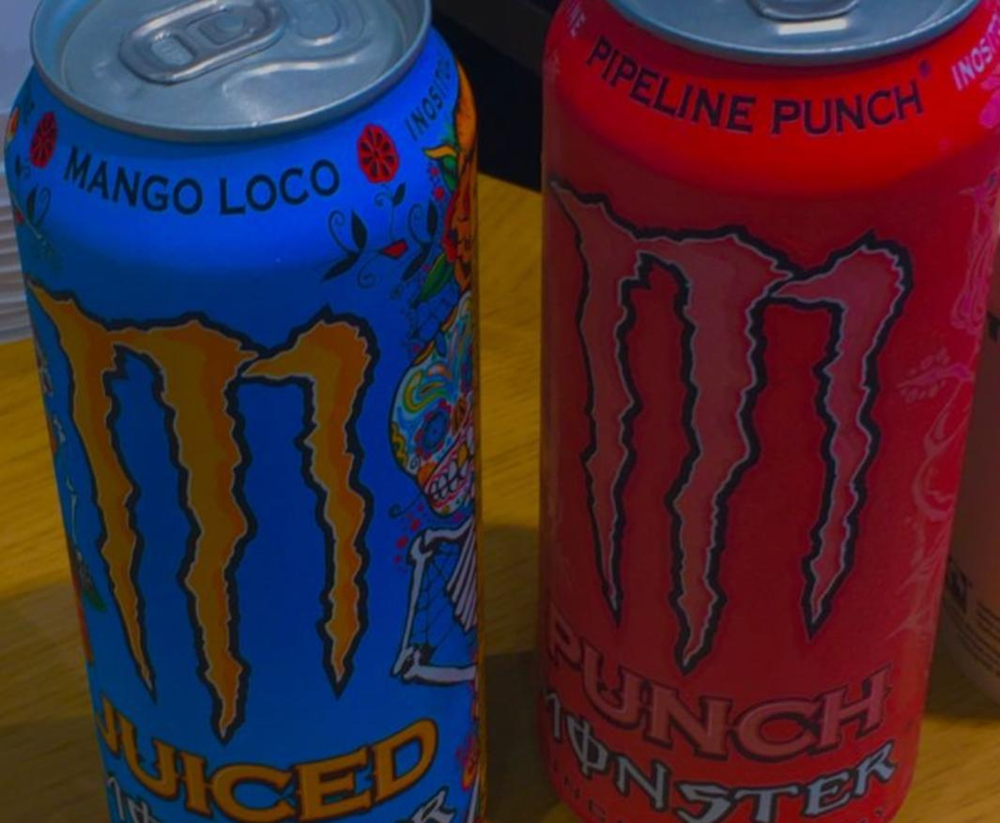 MANGO LOCO
JUICED
PIPELINE PUNCH®
PUNCH
MONSTER